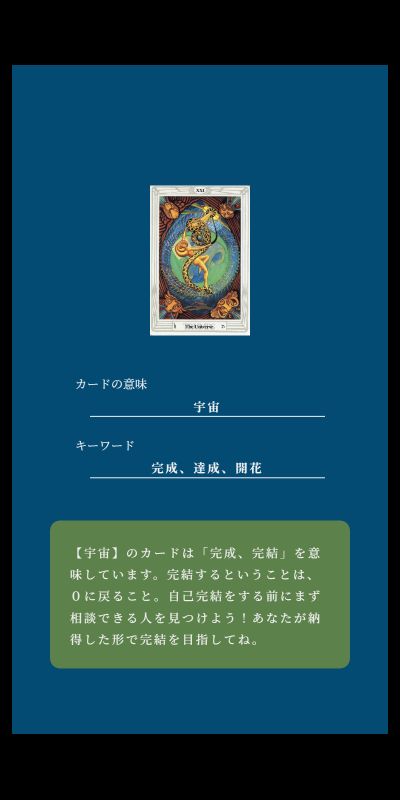 XXI
The Universe
カードの意味
宇宙
キーワード
完成、達成、開花
【宇宙】のカードは「完成、完結」を意
味しています。完結するということは、
０に戻ること。自己完結をする前にまず
相談できる人を見つけよう！あなたが納
得した形で完結を目指してね。